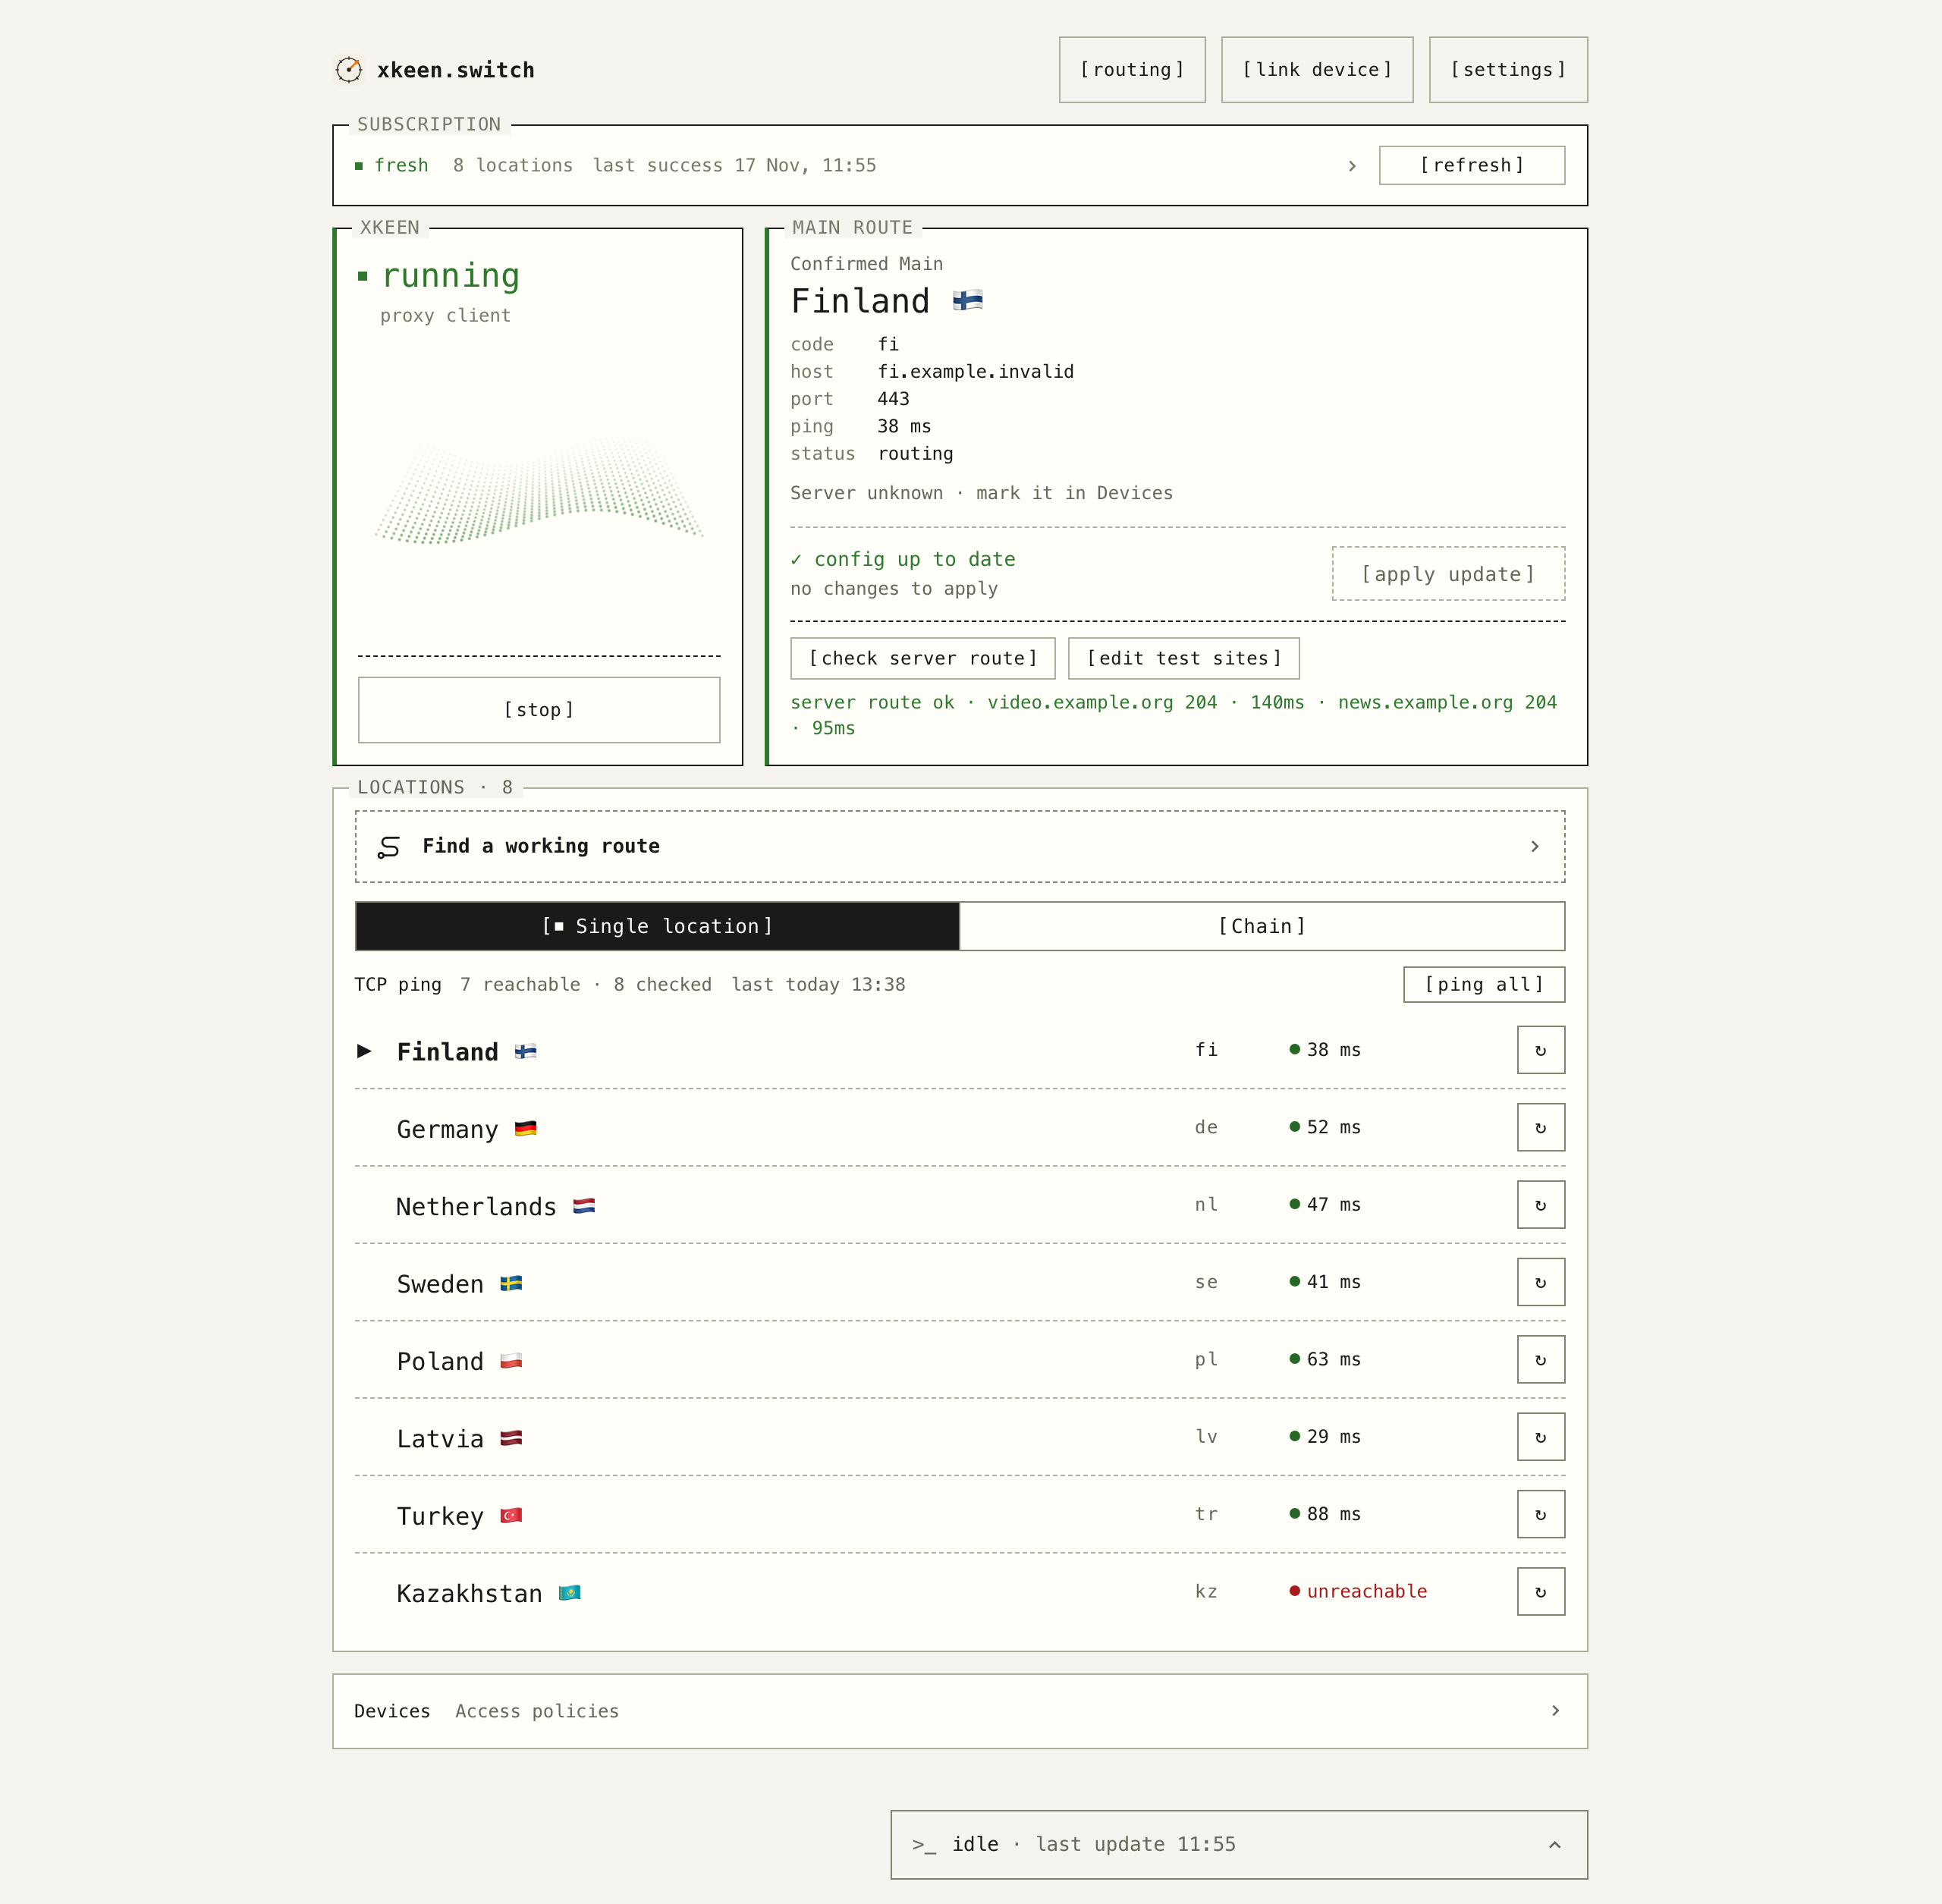 xkeen.switch
[routing] [link device] [settings]
SUBSCRIPTION
fresh 8 locations last success 17 Nov, 11:55 › [refresh]
XKEEN
running
proxy client
[stop]
MAIN ROUTE
Confirmed Main
Finland
code fi
host fi.example.invalid
port 443
ping 38 ms
status routing
Server unknown · mark it in Devices
✓ config up to date
no changes to apply
[apply update]
[check server route] [edit test sites]
server route ok · video.example.org 204 · 140ms · news.example.org 204
· 95ms
LOCATIONS · 8
Find a working route ›
[■ Single location] [Chain]
TCP ping 7 reachable · 8 checked last today 13:38 [ping all]
▶ Finland fi 38 ms ↻
Germany de 52 ms ↻
Netherlands nl 47 ms ↻
Sweden se 41 ms ↻
Poland pl 63 ms ↻
Latvia lv 29 ms ↻
Turkey tr 88 ms ↻
Kazakhstan kz unreachable ↻
Devices Access policies ›
>_ idle · last update 11:55